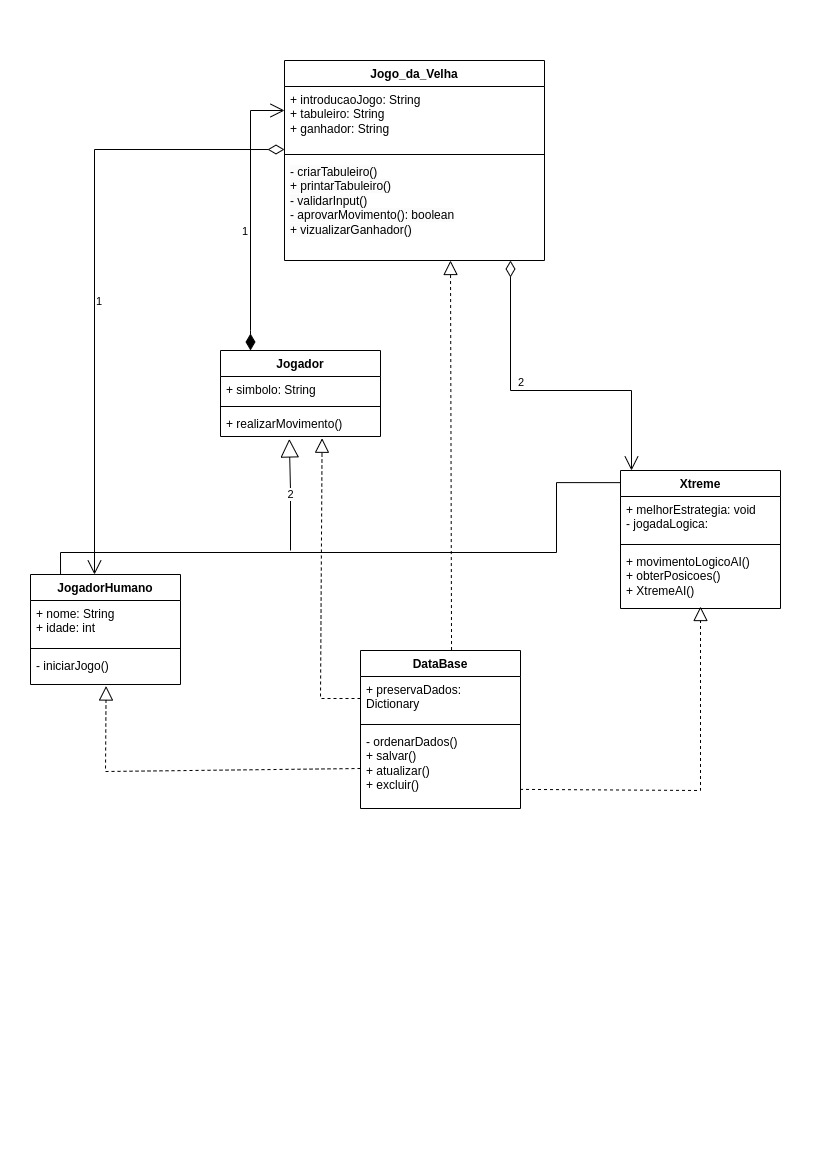 Jogo_da_Velha
+ introducaoJogo: String
+ tabuleiro: String
+ ganhador: String
- criarTabuleiro()
+ printarTabuleiro()
- validarInput()
- aprovarMovimento(): boolean
+ vizualizarGanhador()
1
1
Jogador
+ simbolo: String
+ realizarMovimento()
2
2
Xtreme
+ melhorEstrategia: void
- jogadaLogica:
+ movimentoLogicoAI()
+ obterPosicoes()
+ XtremeAI()
JogadorHumano
+ nome: String
+ idade: int
- iniciarJogo()
DataBase
+ preservaDados:
Dictionary
- ordenarDados()
+ salvar()
+ atualizar()
+ excluir()